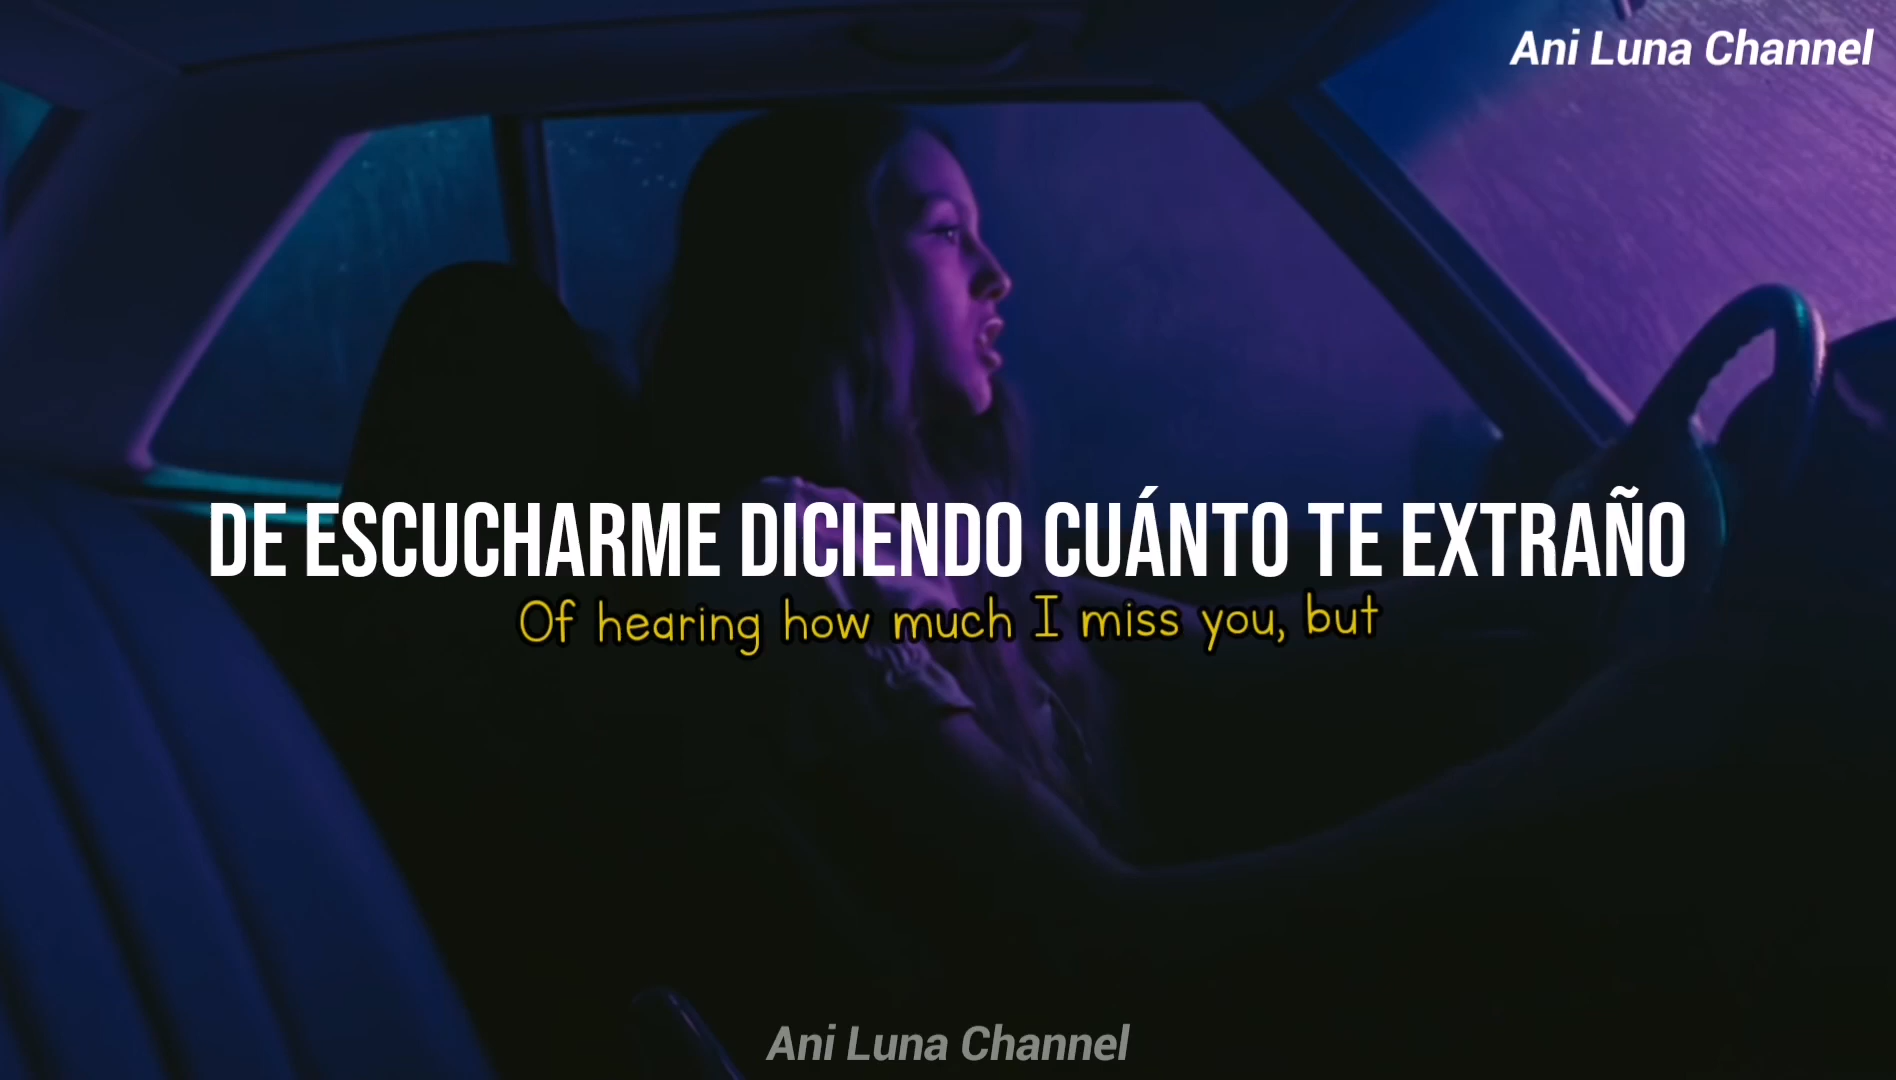 Ani Luna Channel
DE ESCUCHARME DICIENDO CUÁNTO TE EXTRAÑO
Of hearing how much I miss you, but
Ani Luna Channel